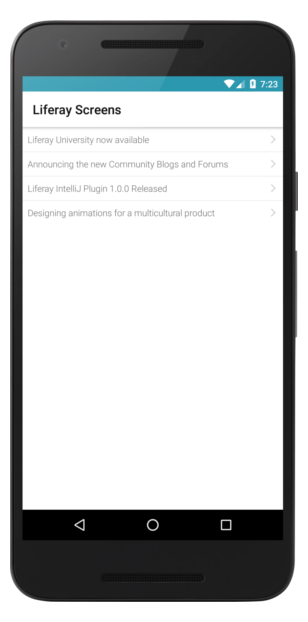 7:23
Liferay Screens
Liferay University now available
Announcing the new Community Blogs and Forums
Liferay IntelliJ Plugin 1.0.0 Released
Designing animations for a multicultural product